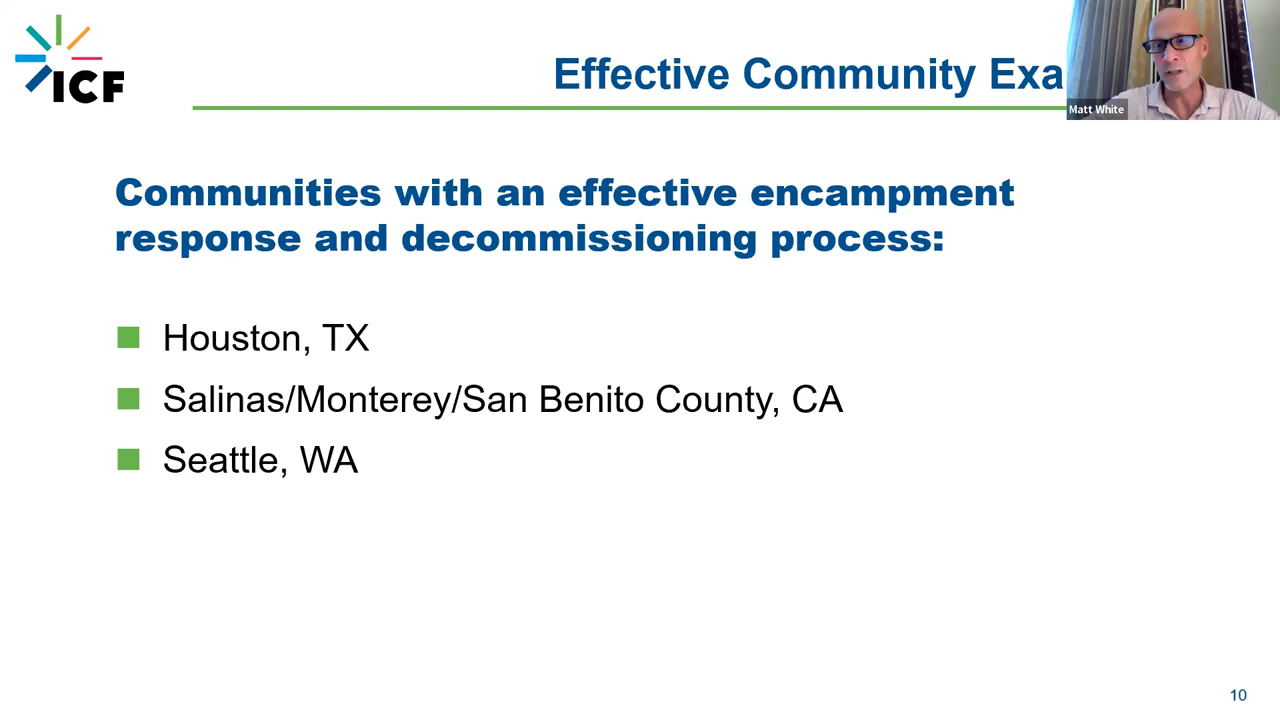 ICF
Effective Community Exa
Matt White
Communities with an effective encampment
response and decommissioning process:
Houston, TX
Salinas/Monterey/San Benito County, CA
Seattle, WA
10